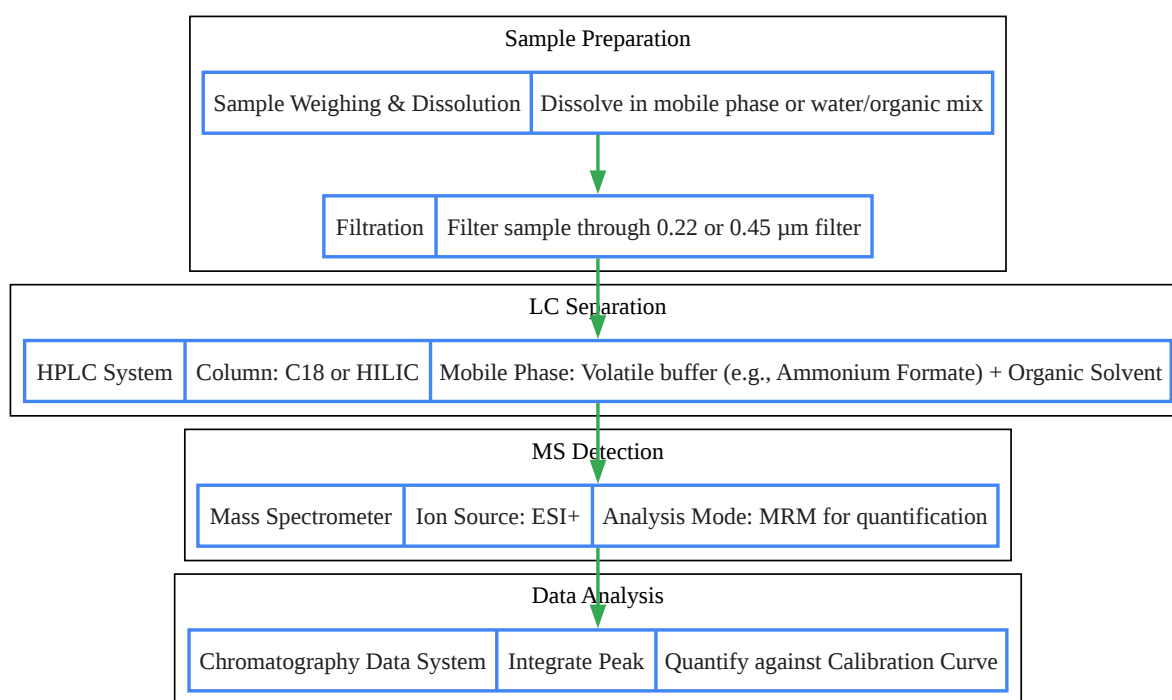 Sample Preparation
Sample Weighing & Dissolution
Dissolve in mobile phase or water/organic mix
Filtration
Filter sample through 0.22 or 0.45 µm filter
LC Separation
HPLC System
Column: C18 or HILIC
Mobile Phase: Volatile buffer (e.g., Ammonium Formate) + Organic Solvent
MS Detection
Mass Spectrometer
Ion Source: ESI+
Analysis Mode: MRM for quantification
Data Analysis
Chromatography Data System
Integrate Peak
Quantify against Calibration Curve